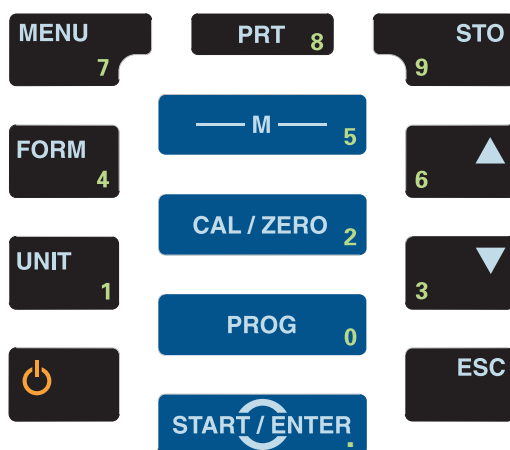 MENU 7
PRT 8
STO 9
— M — 5
FORM 4
▲ 6
CAL / ZERO 2
UNIT 1
▼ 3
PROG 0
ESC
START / ENTER .